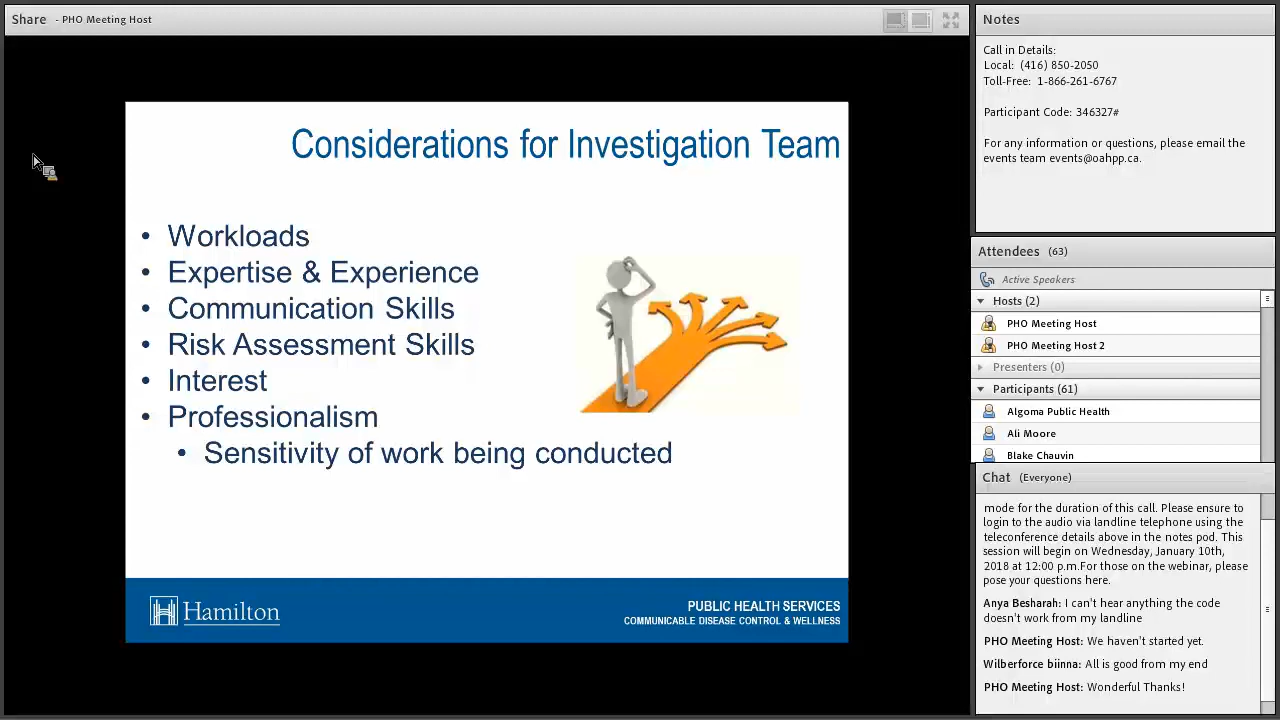 Share - PHO Meeting Host
Considerations for Investigation Team
• Workloads
• Expertise & Experience
• Communication Skills
• Risk Assessment Skills
• Interest
• Professionalism
• Sensitivity of work being conducted
Hamilton
PUBLIC HEALTH SERVICES
COMMUNICABLE DISEASE CONTROL & WELLNESS
Notes
Call in Details:
Local: (416) 850-2050
Toll-Free: 1-866-261-6767
Participant Code: 346327#
For any information or questions, please email the
events team events@oahpp.ca.
Attendees (63)
Active Speakers
Hosts (2)
PHO Meeting Host
PHO Meeting Host 2
Presenters (0)
Participants (61)
Algoma Public Health
Ali Moore
Blake Chauvin
Chat (Everyone)
mode for the duration of this call. Please ensure to
login to the audio via landline telephone using the
teleconference details above in the notes pod. This
session will begin on Wednesday, January 10th,
2018 at 12:00 p.m.For those on the webinar, please
pose your questions here.
Anya Besharah: I can't hear anything the code
doesn't work from my landline
PHO Meeting Host: We haven't started yet.
Wilberforce biinna: All is good from my end
PHO Meeting Host: Wonderful Thanks!